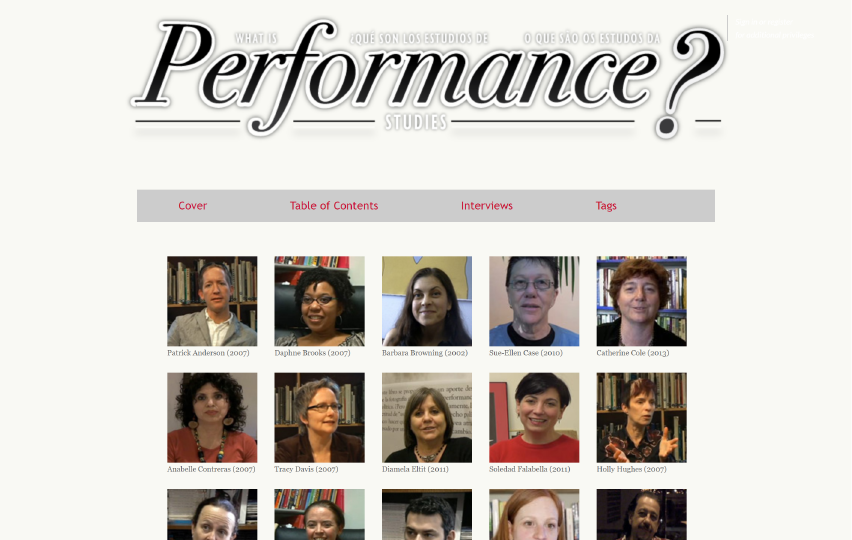 WHAT IS ¿QUÉ SON LOS ESTUDIOS DE O QUE SÃO OS ESTUDOS DA
Performance?
STUDIES
Cover Table of Contents Interviews Tags
Patrick Anderson (2007) Daphne Brooks (2007) Barbara Browning (2002) Sue-Ellen Case (2010) Catherine Cole (2013)
Anabelle Contreras (2007) Tracy Davis (2007) Diamela Eltit (2011) Soledad Falabella (2011) Holly Hughes (2007)